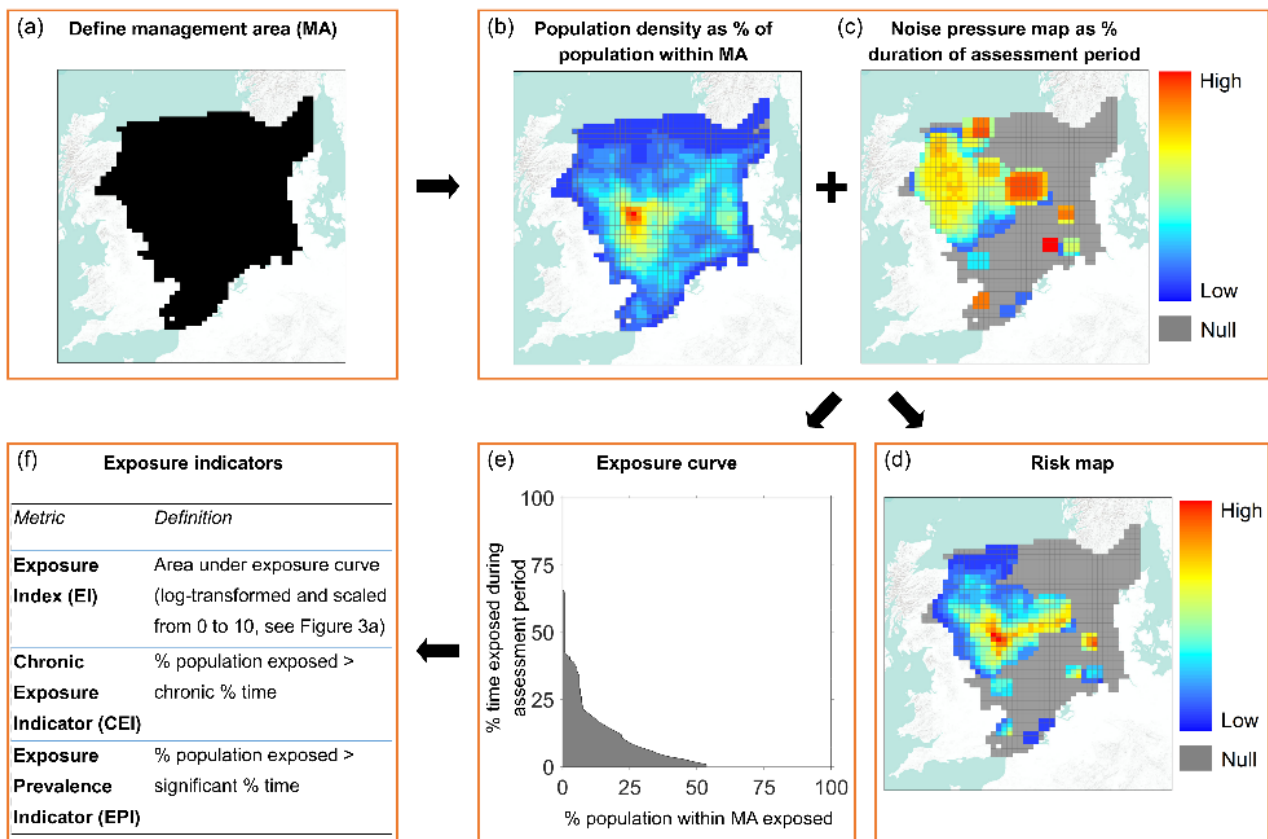 (a)
Define management area (MA)
(b)
Population density as % of
population within MA
(c)
Noise pressure map as %
duration of assessment period
High
Low
Null
(f)
Exposure indicators
Metric
Definition
Exposure
Index (EI)
Area under exposure curve
(log-transformed and scaled
from 0 to 10, see Figure 3a)
Chronic
Exposure
Indicator (CEI)
% population exposed >
chronic % time
Exposure
Prevalence
Indicator (EPI)
% population exposed >
significant % time
(e)
Exposure curve
% time exposed during
assessment period
100
75
50
25
0
0
25
50
75
100
% population within MA exposed
(d)
Risk map
High
Low
Null